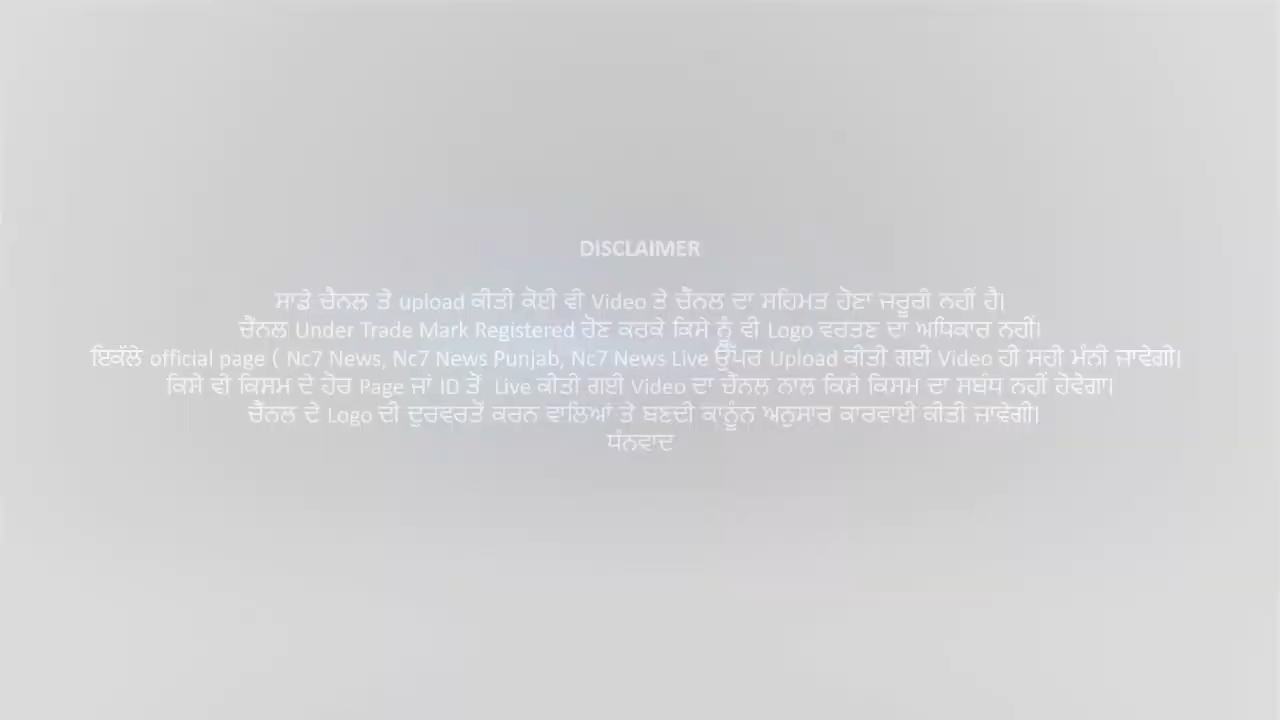 DISCLAIMER
ਸਾਡੇ ਚੈਨਲ ਤੇ upload ਕੀਤੀ ਕੋਈ ਵੀ Video ਤੇ ਚੈੱਨਲ ਦਾ ਸਹਿਮਤ ਹੋਣਾ ਜਰੂਰੀ ਨਹੀਂ ਹੈ।
ਚੈੱਨਲ Under Trade Mark Registered ਹੋਣ ਕਰਕੇ ਕਿਸੇ ਨੂੰ ਵੀ Logo ਵਰਤਣ ਦਾ ਅਧਿਕਾਰ ਨਹੀਂ।
ਇਕੱਲੇ official page ( Nc7 News, Nc7 News Punjab, Nc7 News Live ਉੱਪਰ Upload ਕੀਤੀ ਗਈ Video ਹੀ ਸਹੀ ਮੰਨੀ ਜਾਵੇਗੀ।
ਕਿਸੇ ਵੀ ਕਿਸਮ ਦੇ ਹੋਰ Page ਜਾਂ ID ਤੋਂ Live ਕੀਤੀ ਗਈ Video ਦਾ ਚੈੱਨਲ ਨਾਲ ਕਿਸੇ ਕਿਸਮ ਦਾ ਸਬੰਧ ਨਹੀਂ ਹੋਵੇਗਾ।
ਚੈੱਨਲ ਦੇ Logo ਦੀ ਦੁਰਵਰਤੋਂ ਕਰਨ ਵਾਲਿਆਂ ਤੇ ਬਣਦੀ ਕਾਨੂੰਨ ਅਨੁਸਾਰ ਕਾਰਵਾਈ ਕੀਤੀ ਜਾਵੇਗੀ।
ਧੰਨਵਾਦ